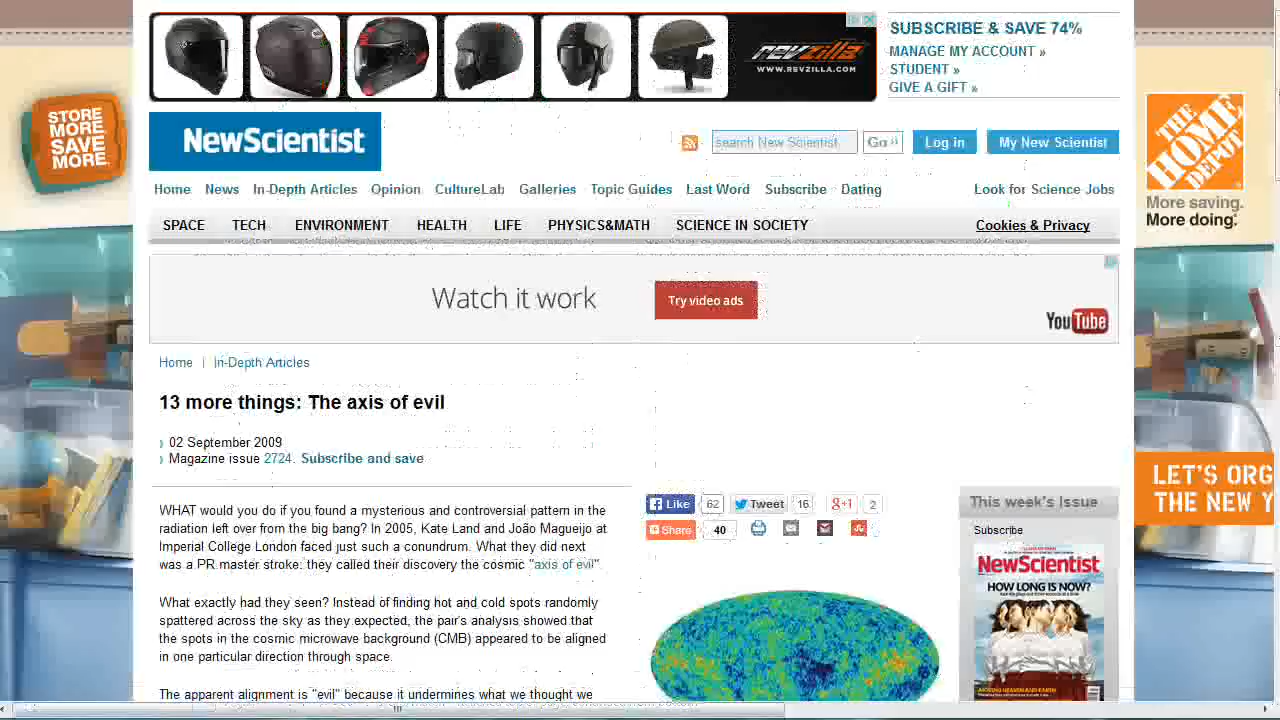 SUBSCRIBE & SAVE 74%
MANAGE MY ACCOUNT »
STUDENT »
GIVE A GIFT »
REVZILLA
WWW.REVZILLA.COM
STORE
MORE.
SAVE
MORE.
THE
HOME
DEPOT
More saving.
More doing.
NewScientist
search New Scientist
Go
Log in
My New Scientist
Home News In-Depth Articles Opinion CultureLab Galleries Topic Guides Last Word Subscribe Dating Look for Science Jobs
SPACE TECH ENVIRONMENT HEALTH LIFE PHYSICS&MATH SCIENCE IN SOCIETY Cookies & Privacy
Watch it work
Try video ads
YouTube
Home | In-Depth Articles
13 more things: The axis of evil
02 September 2009
Magazine issue 2724. Subscribe and save
LET'S ORG
THE NEW Y
WHAT would you do if you found a mysterious and controversial pattern in the
radiation left over from the big bang? In 2005, Kate Land and João Magueijo at
Imperial College London faced just such a conundrum. What they did next
was a PR master stroke: they called their discovery the cosmic "axis of evil".
What exactly had they seen? Instead of finding hot and cold spots randomly
spattered across the sky as they expected, the pair's analysis showed that
the spots in the cosmic microwave background (CMB) appeared to be aligned
in one particular direction through space.
The apparent alignment is "evil" because it undermines what we thought we
Like 62 Tweet 16 g+1 2
Share 40
This week's Issue
Subscribe
NewScientist
HOW LONG IS NOW?
MOVING HEAVEN AND EARTH